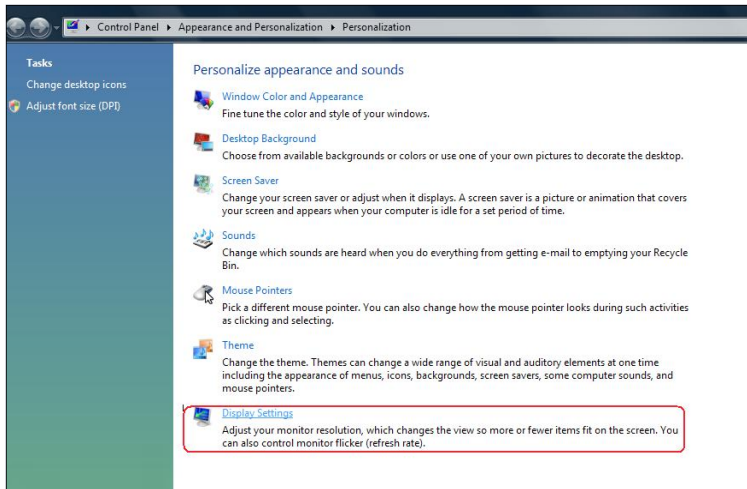 Control Panel ▸ Appearance and Personalization ▸ Personalization
Tasks
Change desktop icons
Adjust font size (DPI)
Personalize appearance and sounds
Window Color and Appearance
Fine tune the color and style of your windows.
Desktop Background
Choose from available backgrounds or colors or use one of your own pictures to decorate the desktop.
Screen Saver
Change your screen saver or adjust when it displays. A screen saver is a picture or animation that covers
your screen and appears when your computer is idle for a set period of time.
Sounds
Change which sounds are heard when you do everything from getting e-mail to emptying your Recycle
Bin.
Mouse Pointers
Pick a different mouse pointer. You can also change how the mouse pointer looks during such activities
as clicking and selecting.
Theme
Change the theme. Themes can change a wide range of visual and auditory elements at one time
including the appearance of menus, icons, backgrounds, screen savers, some computer sounds, and
mouse pointers.
Display Settings
Adjust your monitor resolution, which changes the view so more or fewer items fit on the screen. You
can also control monitor flicker (refresh rate).